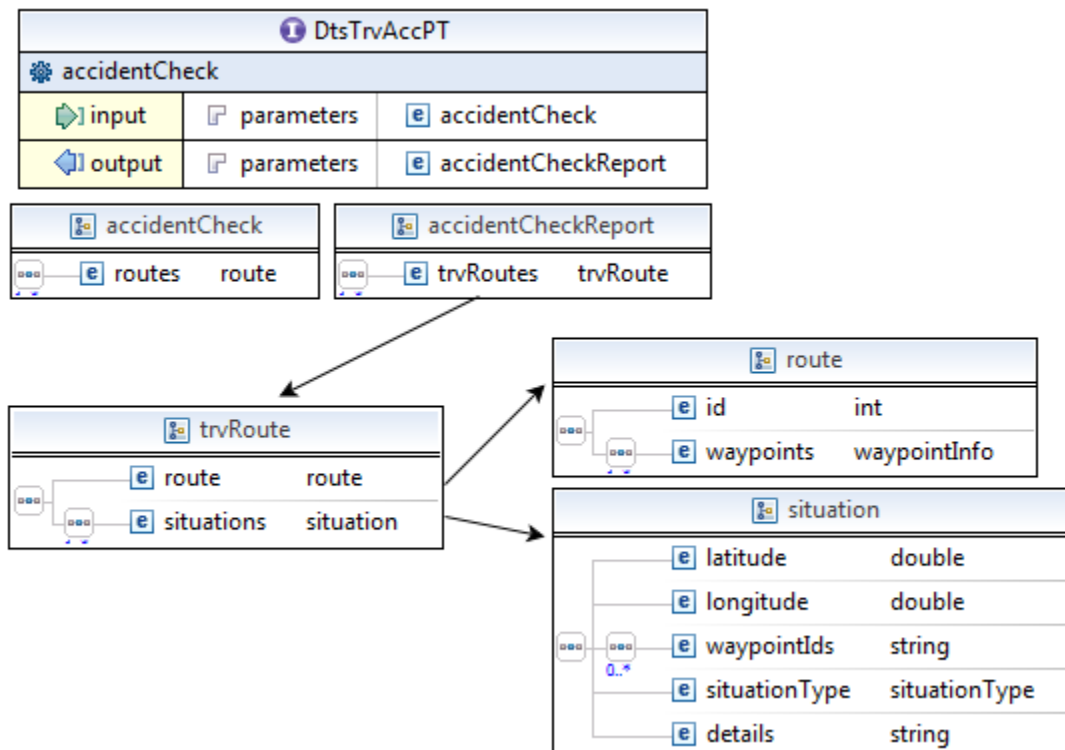 DtsTrvAccPT
accidentCheck
input parameters e accidentCheck
output parameters e accidentCheckReport
accidentCheck
e routes route
accidentCheckReport
e trvRoutes trvRoute
trvRoute
e route route
e situations situation
route
e id int
e waypoints waypointInfo
situation
e latitude double
e longitude double
e waypointIds string
0..*
e situationType situationType
e details string